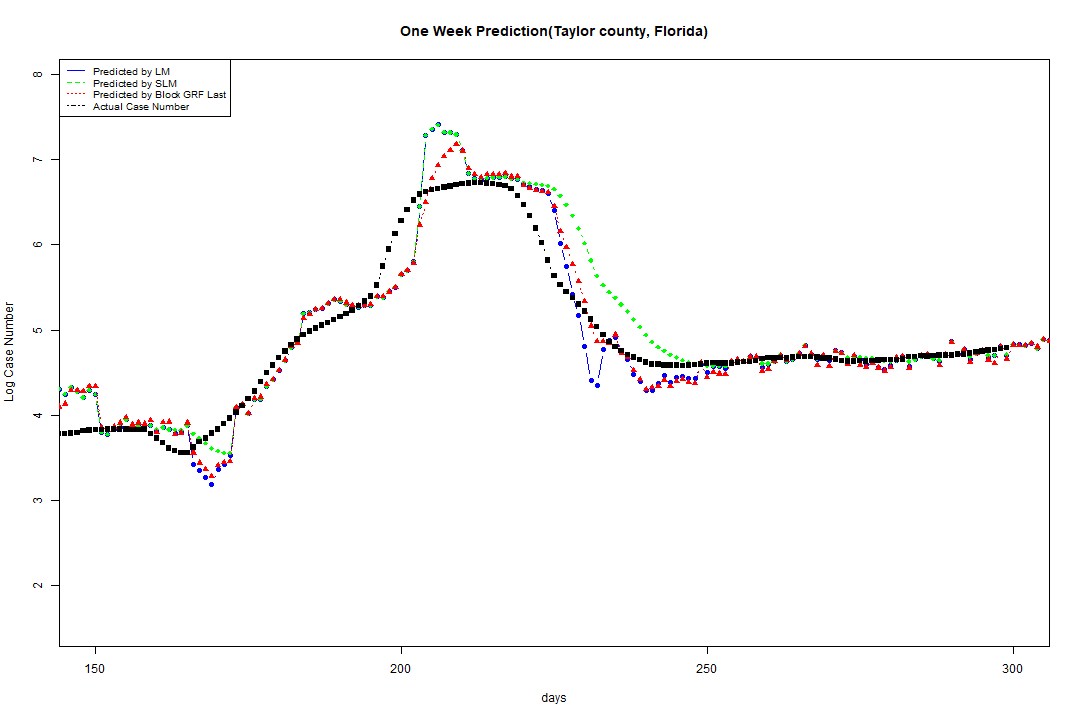 One Week Prediction(Taylor county, Florida)
Predicted by LM
Predicted by SLM
Predicted by Block GRF Last
Actual Case Number
8
7
6
5
4
3
2
Log Case Number
150 200 250 300
days